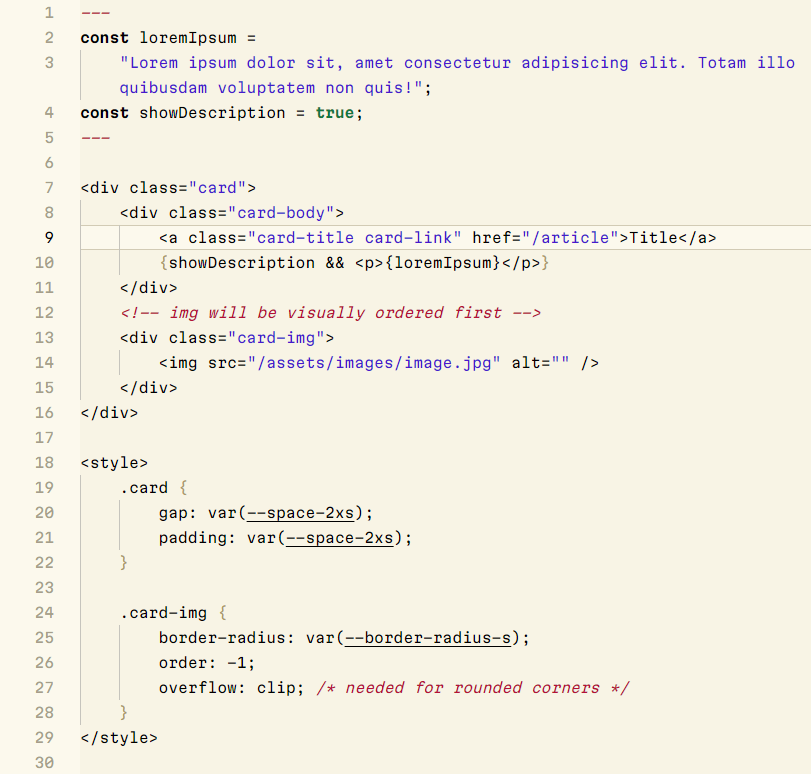 1 ---
2 const loremIpsum =
3 "Lorem ipsum dolor sit, amet consectetur adipisicing elit. Totam illo
quibusdam voluptatem non quis!";
4 const showDescription = true;
5 ---
6
7 <div class="card">
8 <div class="card-body">
9 <a class="card-title card-link" href="/article">Title</a>
10 {showDescription && <p>{loremIpsum}</p>}
11 </div>
12 <!-- img will be visually ordered first -->
13 <div class="card-img">
14 <img src="/assets/images/image.jpg" alt="" />
15 </div>
16 </div>
17
18 <style>
19 .card {
20 gap: var(--space-2xs);
21 padding: var(--space-2xs);
22 }
23
24 .card-img {
25 border-radius: var(--border-radius-s);
26 order: -1;
27 overflow: clip; /* needed for rounded corners */
28 }
29 </style>
30